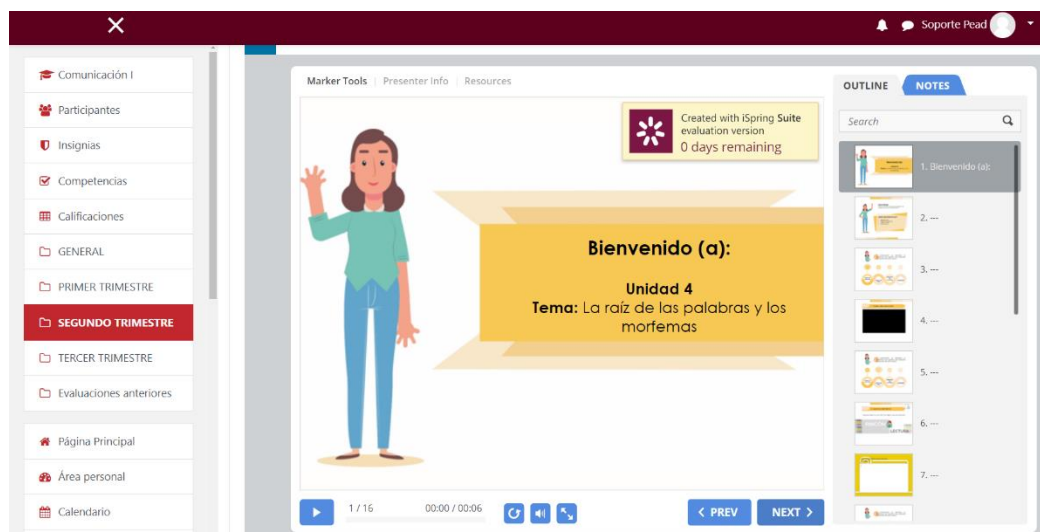 Soporte Pead
Comunicación I
Participantes
Insignias
Competencias
Calificaciones
GENERAL
PRIMER TRIMESTRE
SEGUNDO TRIMESTRE
TERCER TRIMESTRE
Evaluaciones anteriores
Página Principal
Área personal
Calendario
Marker Tools | Presenter Info | Resources
Created with iSpring Suite
evaluation version
0 days remaining
Bienvenido (a):
Unidad 4
Tema: La raíz de las palabras y los
morfemas
1 / 16 00:00 / 00:06
< PREV NEXT >
OUTLINE NOTES
Search
1. Bienvenido (a):
2. ---
3. ---
4. ---
5. ---
6. ---
7. ---